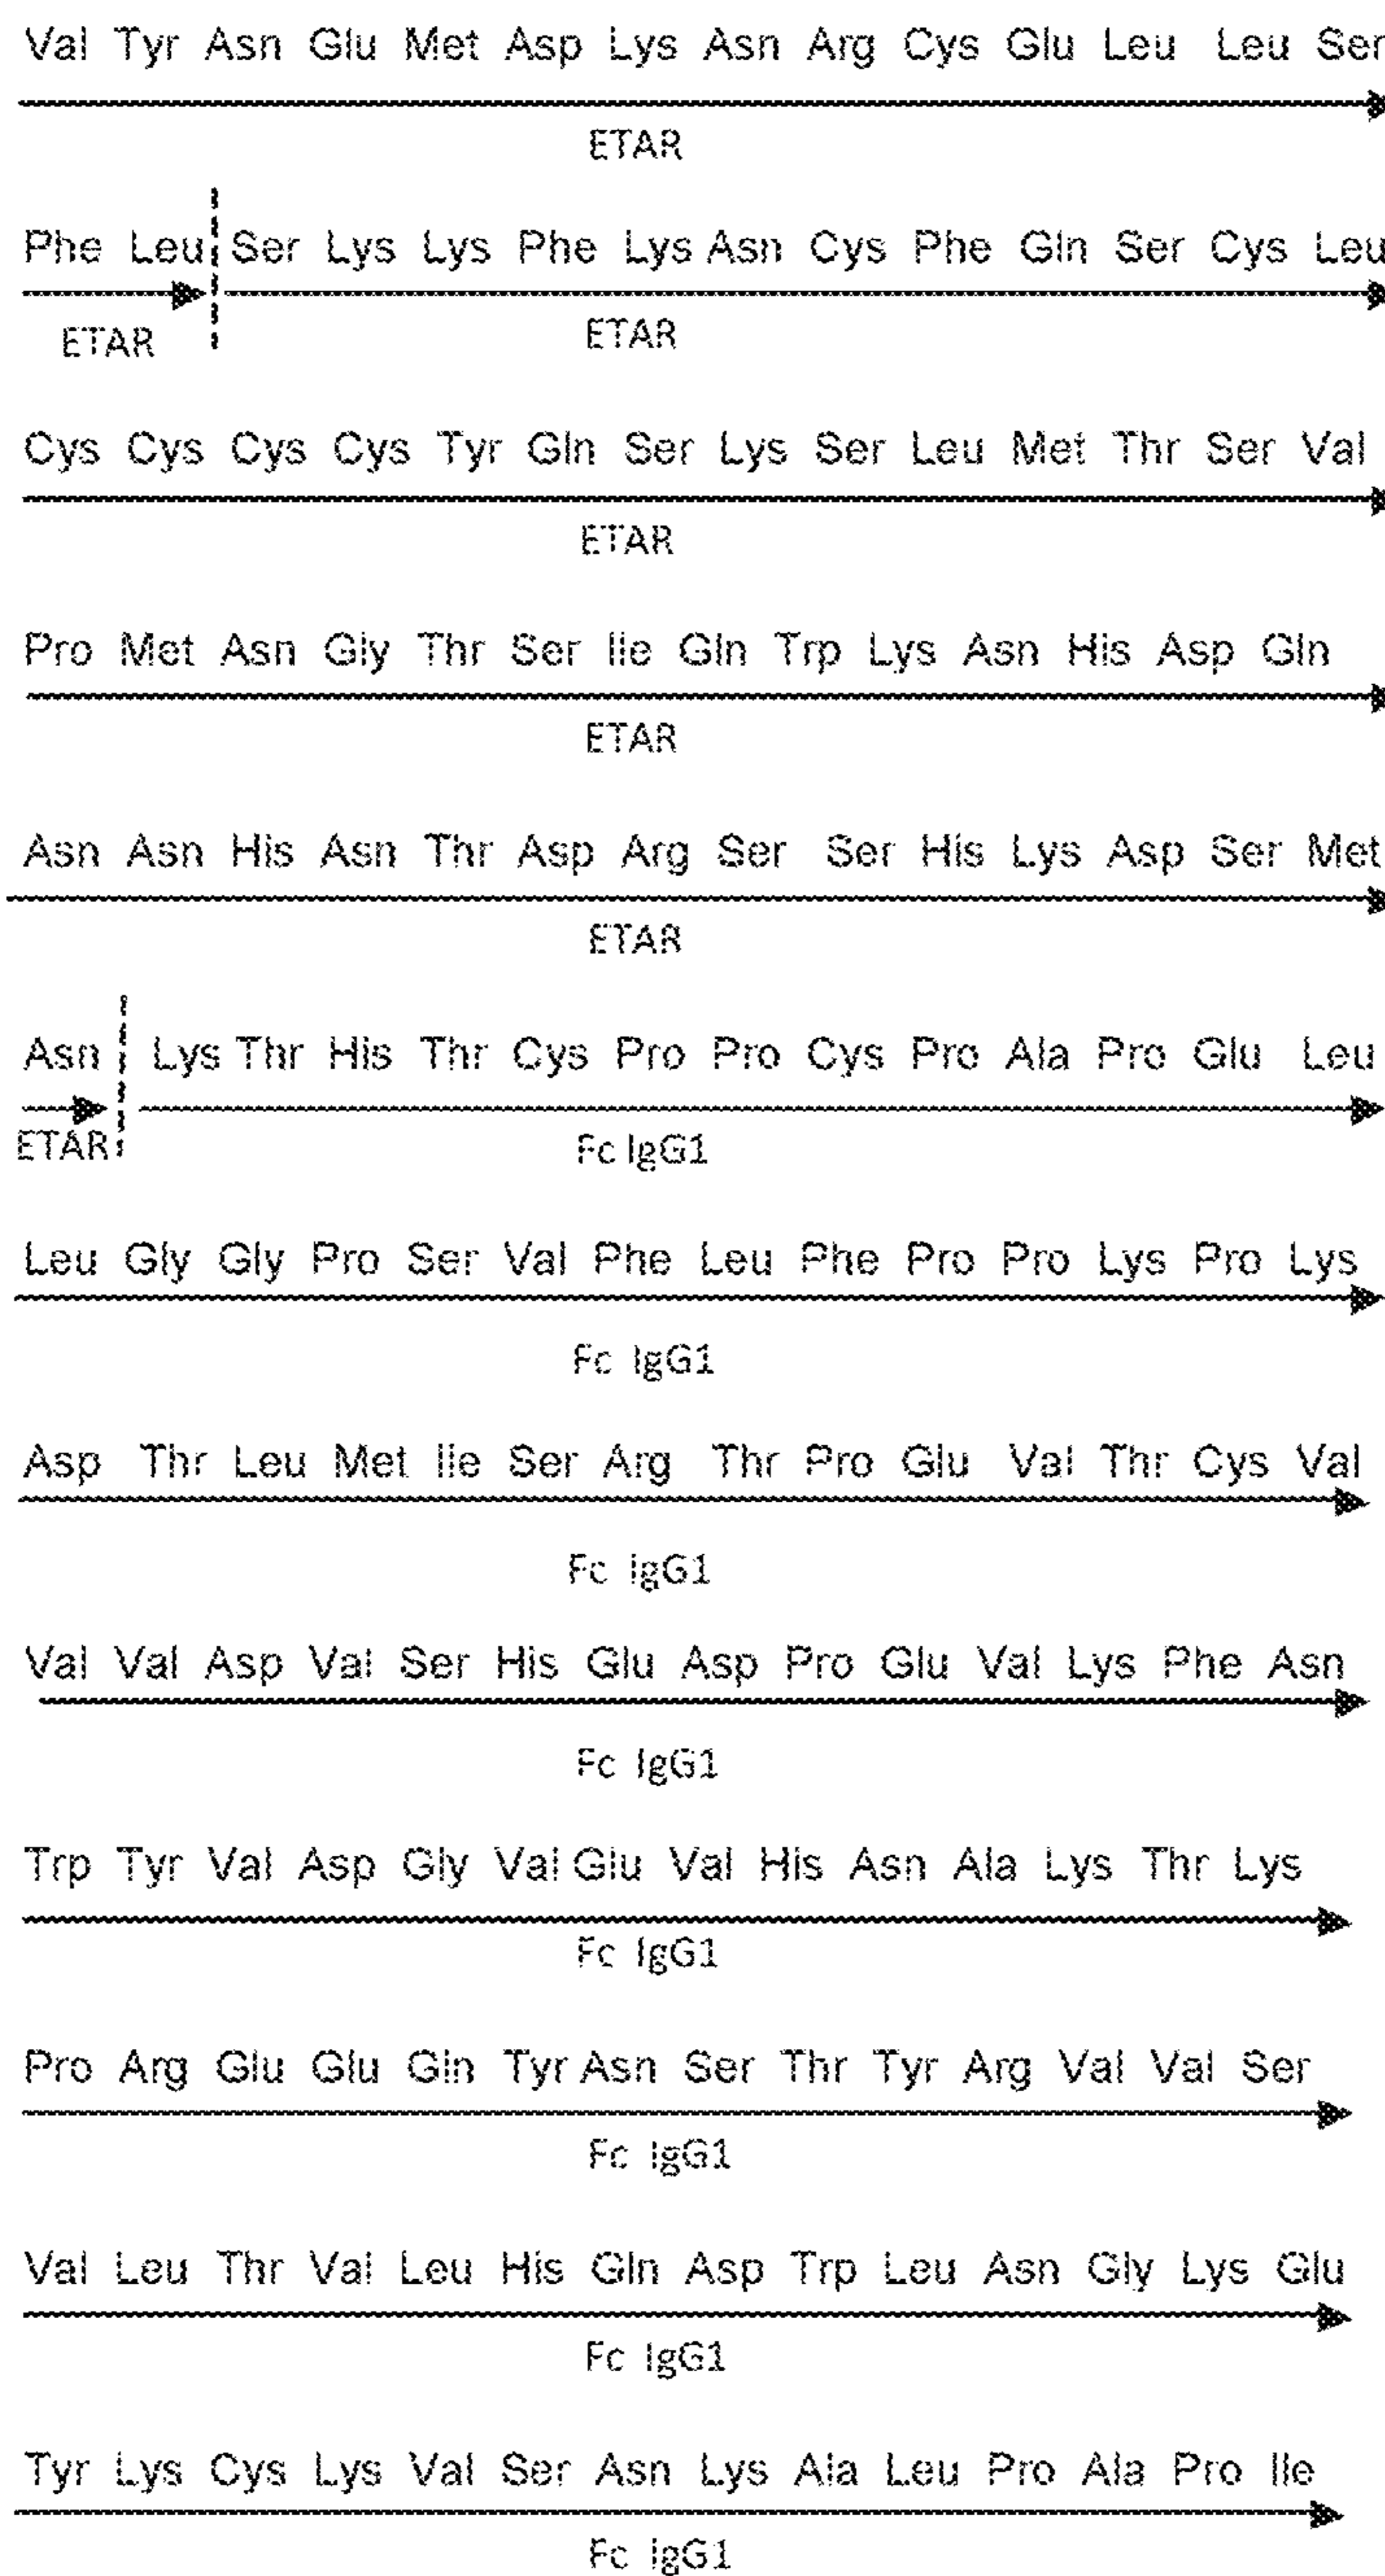 Val Tyr Asn Glu Met Asp Lys Asn Arg Cys Glu Leu Leu Ser
ETAR
Phe Leu Ser Lys Lys Phe Lys Asn Cys Phe Gln Ser Cys Leu
ETAR ETAR
Cys Cys Cys Cys Tyr Gln Ser Lys Ser Leu Met Thr Ser Val
ETAR
Pro Met Asn Gly Thr Ser Ile Gln Trp Lys Asn His Asp Gln
ETAR
Asn Asn His Asn Thr Asp Arg Ser Ser His Lys Asp Ser Met
ETAR
Asn Lys Thr His Thr Cys Pro Pro Cys Pro Ala Pro Glu Leu
ETAR Fc IgG1
Leu Gly Gly Pro Ser Val Phe Leu Phe Pro Pro Lys Pro Lys
Fc IgG1
Asp Thr Leu Met Ile Ser Arg Thr Pro Glu Val Thr Cys Val
Fc IgG1
Val Val Asp Val Ser His Glu Asp Pro Glu Val Lys Phe Asn
Fc IgG1
Trp Tyr Val Asp Gly Val Glu Val His Asn Ala Lys Thr Lys
Fc IgG1
Pro Arg Glu Glu Gln Tyr Asn Ser Thr Tyr Arg Val Val Ser
Fc IgG1
Val Leu Thr Val Leu His Gln Asp Trp Leu Asn Gly Lys Glu
Fc IgG1
Tyr Lys Cys Lys Val Ser Asn Lys Ala Leu Pro Ala Pro Ile
Fc IgG1